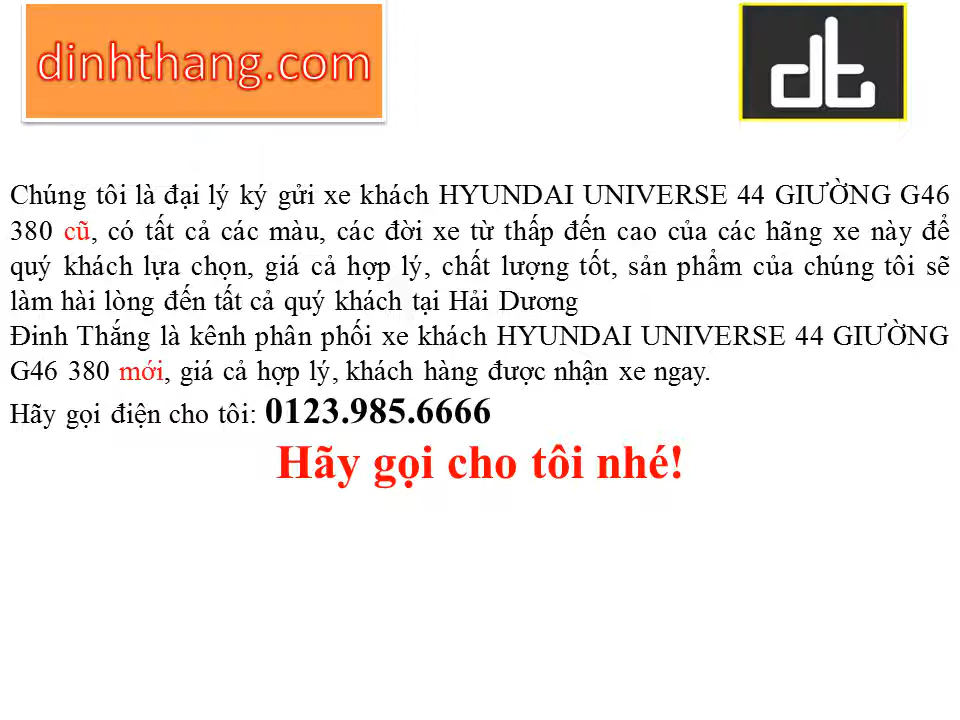 dinhthang.com
dt
Chúng tôi là đại lý ký gửi xe khách HYUNDAI UNIVERSE 44 GIƯỜNG G46
380 cũ, có tất cả các màu, các đời xe từ thấp đến cao của các hãng xe này để
quý khách lựa chọn, giá cả hợp lý, chất lượng tốt, sản phẩm của chúng tôi sẽ
làm hài lòng đến tất cả quý khách tại Hải Dương
Đinh Thắng là kênh phân phối xe khách HYUNDAI UNIVERSE 44 GIƯỜNG
G46 380 mới, giá cả hợp lý, khách hàng được nhận xe ngay.
Hãy gọi điện cho tôi: 0123.985.6666
Hãy gọi cho tôi nhé!